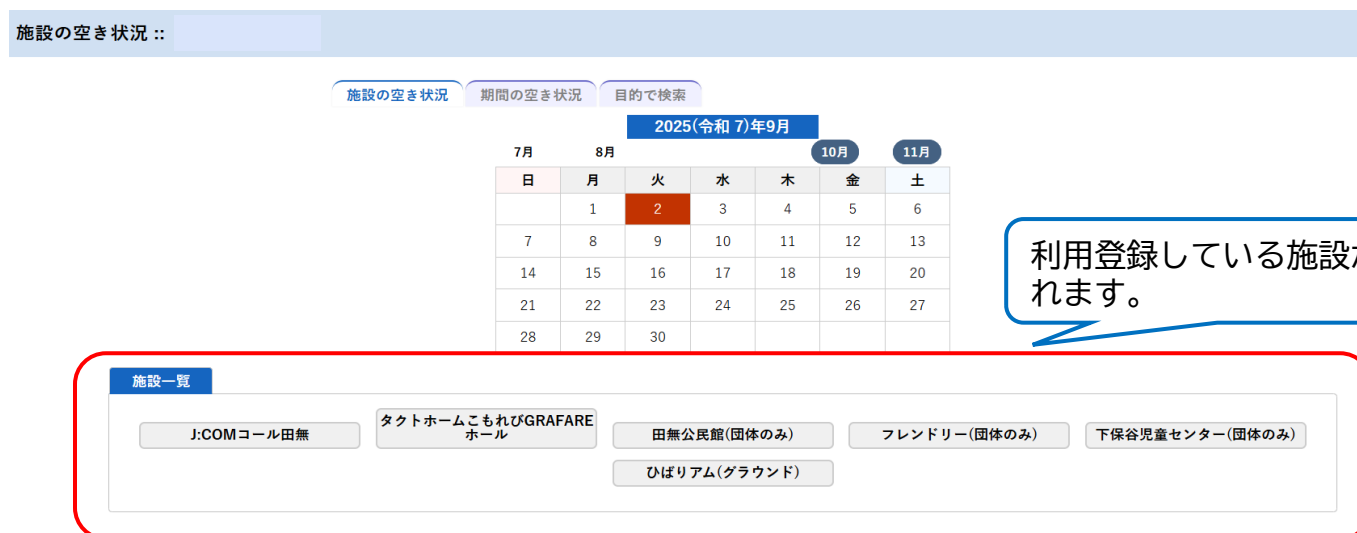 施設の空き状況 ::
施設の空き状況 期間の空き状況 目的で検索
2025(令和 7)年9月
7月 8月 10月 11月
日 月 火 水 木 金 土
1 2 3 4 5 6
7 8 9 10 11 12 13
14 15 16 17 18 19 20
21 22 23 24 25 26 27
28 29 30
利用登録している施設
れます。
施設一覧
J:COMコール田無
タクトホームこもれびGRAFARE
ホール
田無公民館(団体のみ)
フレンドリー(団体のみ)
下保谷児童センター(団体のみ)
ひばりアム(グラウンド)